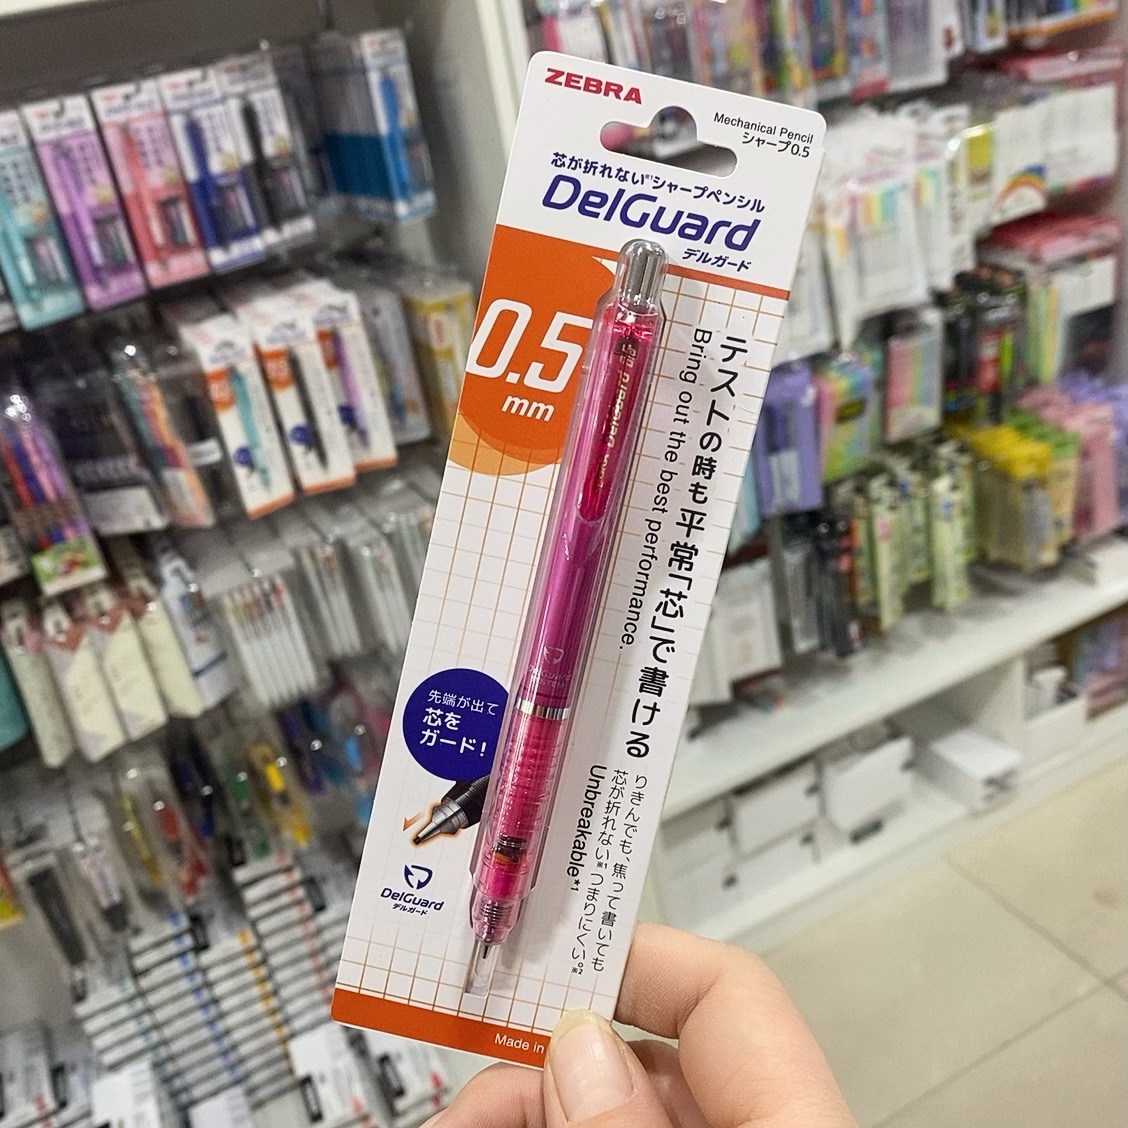 ZEBRA
Mechanical Pencil
シャープ0.5
芯が折れない※1シャープペンシル
DelGuard
デルガード
0.5
mm
テストの時も平常「芯」で書ける
Bring out the best performance.
先端が出て
芯を
ガード!
りきんでも、焦って書いても
芯が折れない※1つまりにくい。※2
Unbreakable*1
DelGuard
デルガード
Made in